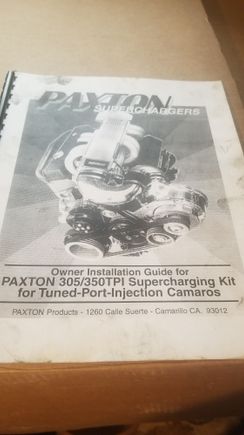 PAXTON
SUPERCHARGERS
Owner Installation Guide for
PAXTON 305/350TPI Supercharging Kit
for Tuned-Port-Injection Camaros
PAXTON Products - 1260 Calle Suerte - Camarillo CA. 93012